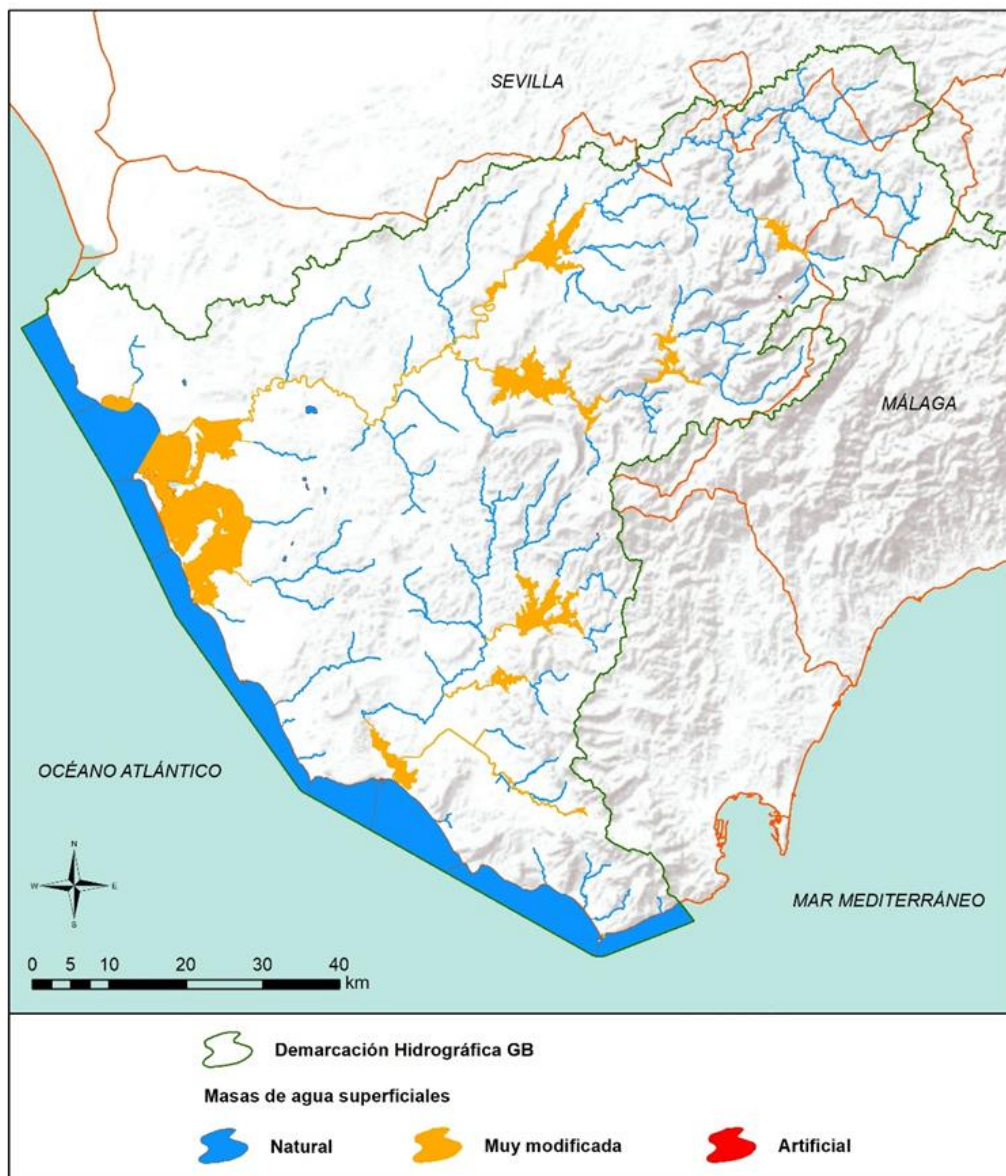 SEVILLA
MÁLAGA
OCÉANO ATLÁNTICO
MAR MEDITERRÁNEO
N
W E
S
0 5 10 20 30 40
km
Demarcación Hidrográfica GB
Masas de agua superficiales
Natural Muy modificada Artificial